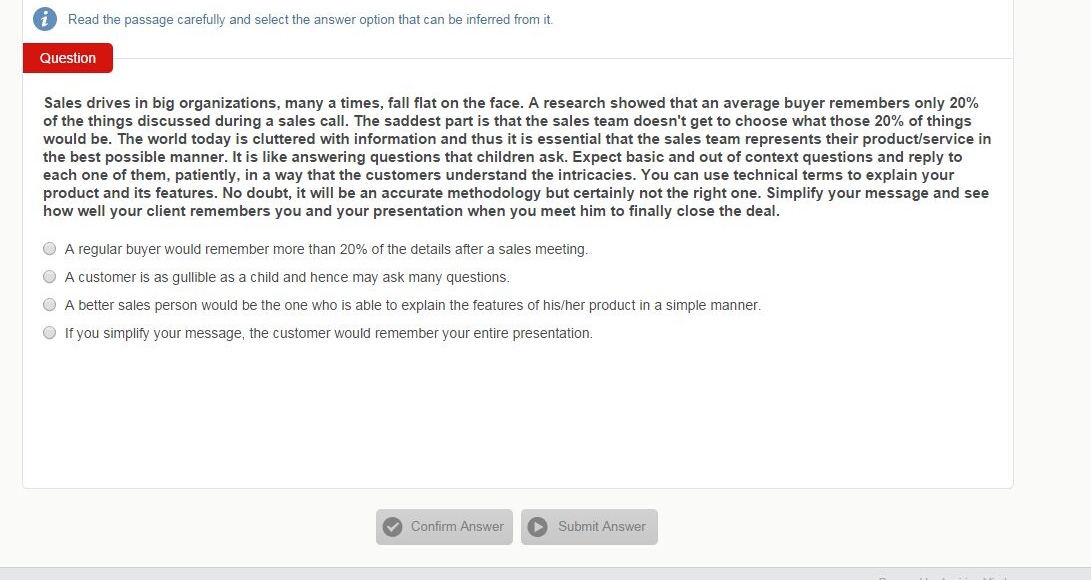 Read the passage carefully and select the answer option that can be inferred from it.
Question
Sales drives in big organizations, many a times, fall flat on the face. A research showed that an average buyer remembers only 20%
of the things discussed during a sales call. The saddest part is that the sales team doesn't get to choose what those 20% of things
would be. The world today is cluttered with information and thus it is essential that the sales team represents their product/service in
the best possible manner. It is like answering questions that children ask. Expect basic and out of context questions and reply to
each one of them, patiently, in a way that the customers understand the intricacies. You can use technical terms to explain your
product and its features. No doubt, it will be an accurate methodology but certainly not the right one. Simplify your message and see
how well your client remembers you and your presentation when you meet him to finally close the deal.
A regular buyer would remember more than 20% of the details after a sales meeting.
A customer is as gullible as a child and hence may ask many questions.
A better sales person would be the one who is able to explain the features of his/her product in a simple manner.
If you simplify your message, the customer would remember your entire presentation.
Confirm Answer
Submit Answer